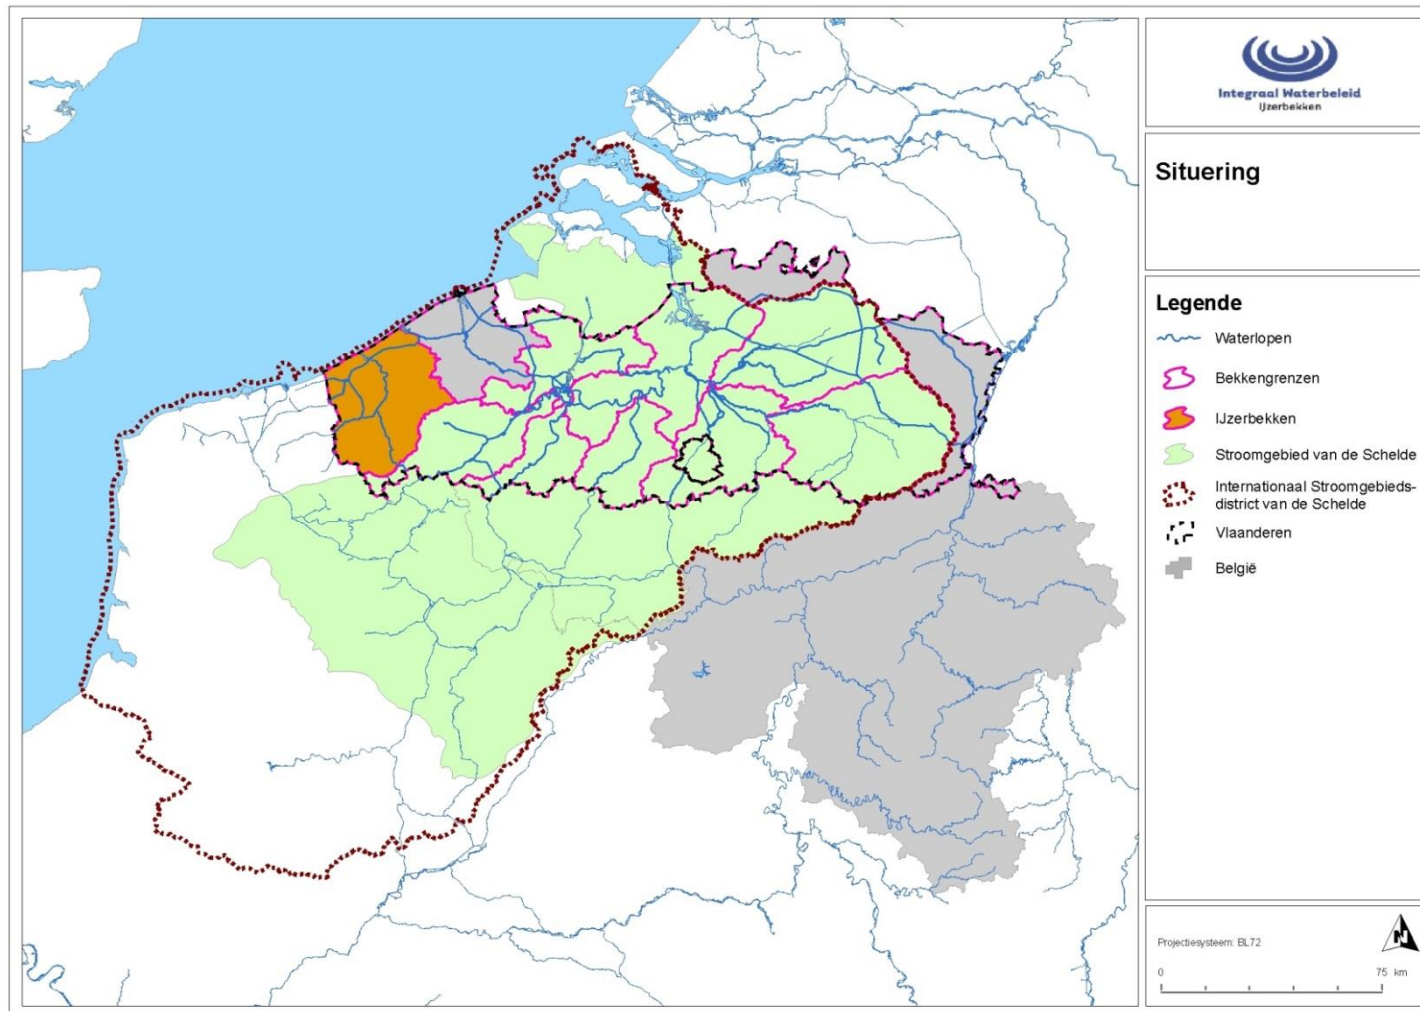 Integraal Waterbeleid
IJzerbekken
Situering
Legende
Waterlopen
Bekkengrenzen
IJzerbekken
Stroomgebied van de Schelde
Internationaal Stroomgebieds-
district van de Schelde
Vlaanderen
België
N
Projectiesysteem: BL72
0 75 km